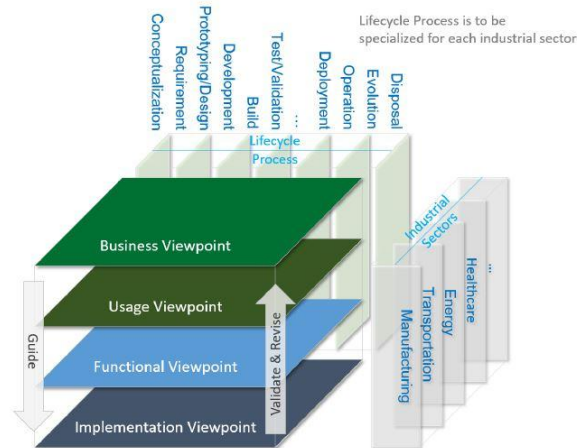 Lifecycle Process is to be
specialized for each industrial sector
Conceptualization
Requirement
Prototyping/Design
Development
Build
Test/Validation
...
Deployment
Operation
Evolution
Disposal
Lifecycle
Process
Industrial
Sectors
Manufacturing
Transportation
Energy
Healthcare
...
Business Viewpoint
Usage Viewpoint
Functional Viewpoint
Implementation Viewpoint
Guide
Validate & Revise